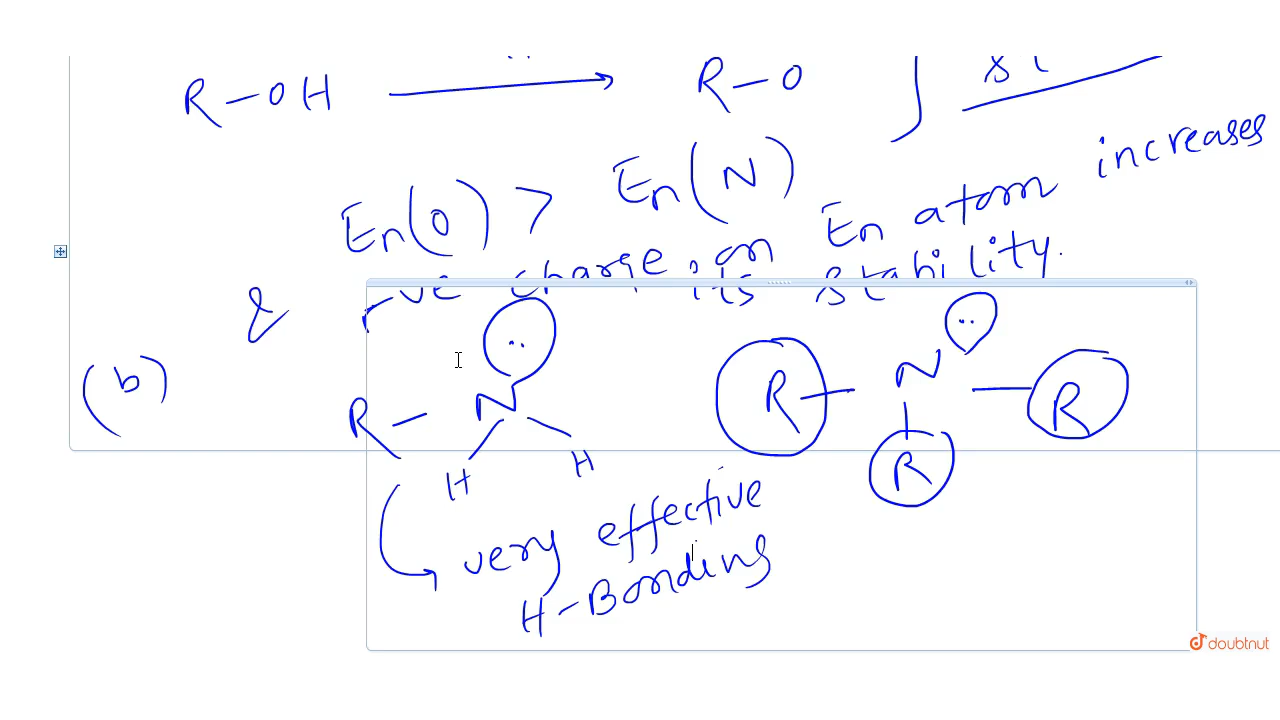 R—OH → R—O
En(O) > En(N)
& -ve charge on En atom increases
its stability.
(b) R—N̈ R—N̈—R
H H R
very effective
H-Bonding
doubtnut